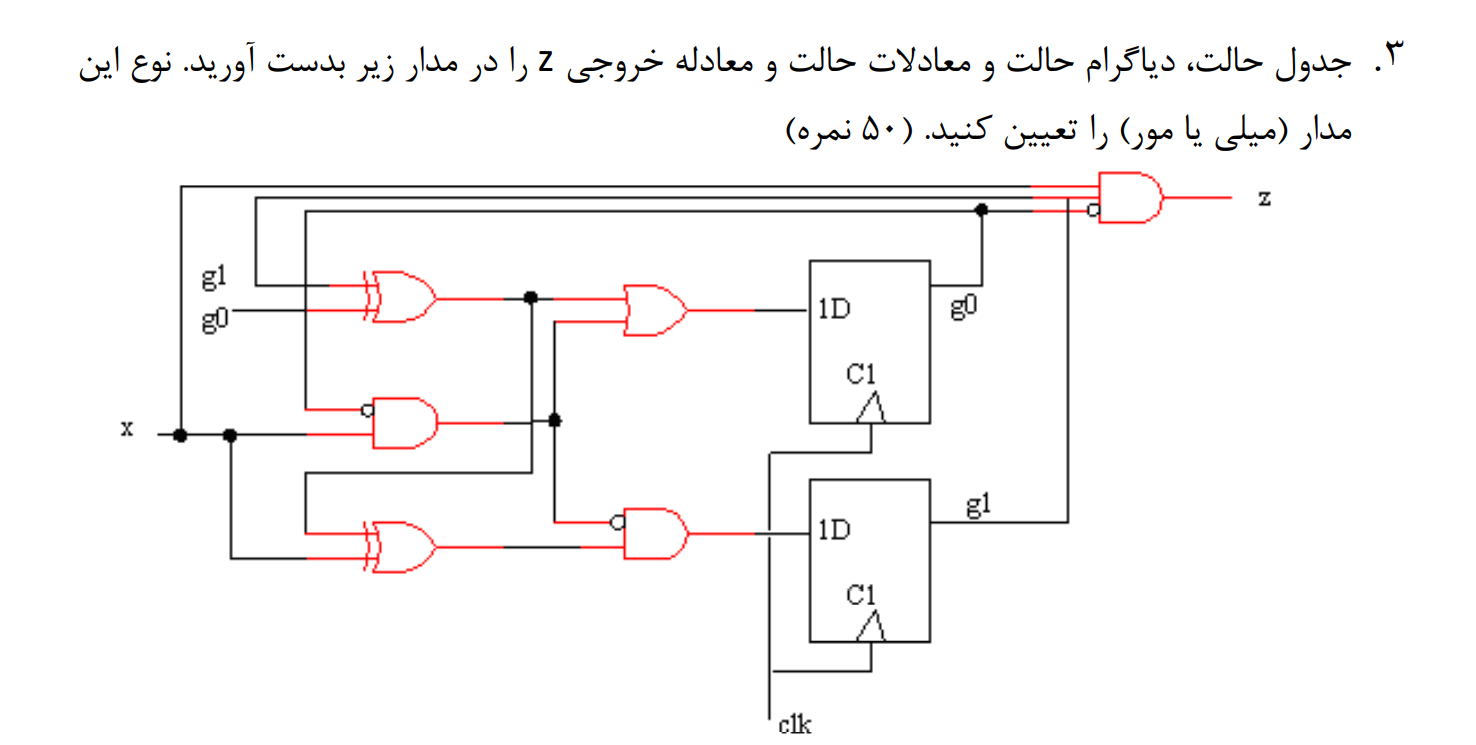 ۳. جدول حالت، دیاگرام حالت و معادلات حالت و معادله خروجی z را در مدار زیر بدست آورید. نوع این
مدار (میلی یا مور) را تعیین کنید. (۵۰ نمره)
z
g1
g0
1D
g0
C1
x
g1
1D
C1
clk